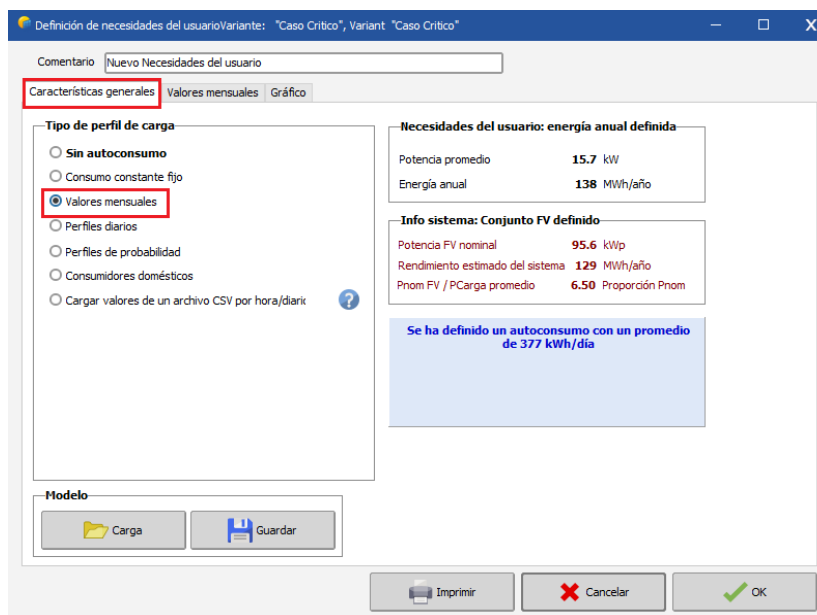 Definición de necesidades del usuarioVariante: "Caso Critico", Variant "Caso Critico"
Comentario Nuevo Necesidades del usuario
Características generales Valores mensuales Gráfico
Tipo de perfil de carga
Sin autoconsumo
Consumo constante fijo
Valores mensuales
Perfiles diarios
Perfiles de probabilidad
Consumidores domésticos
Cargar valores de un archivo CSV por hora/diaric
?
Necesidades del usuario: energía anual definida
Potencia promedio 15.7 kW
Energía anual 138 MWh/año
Info sistema: Conjunto FV definido
Potencia FV nominal 95.6 kWp
Rendimiento estimado del sistema 129 MWh/año
Pnom FV / PCarga promedio 6.50 Proporción Pnom
Se ha definido un autoconsumo con un promedio
de 377 kWh/día
Modelo
Carga Guardar
Imprimir Cancelar OK